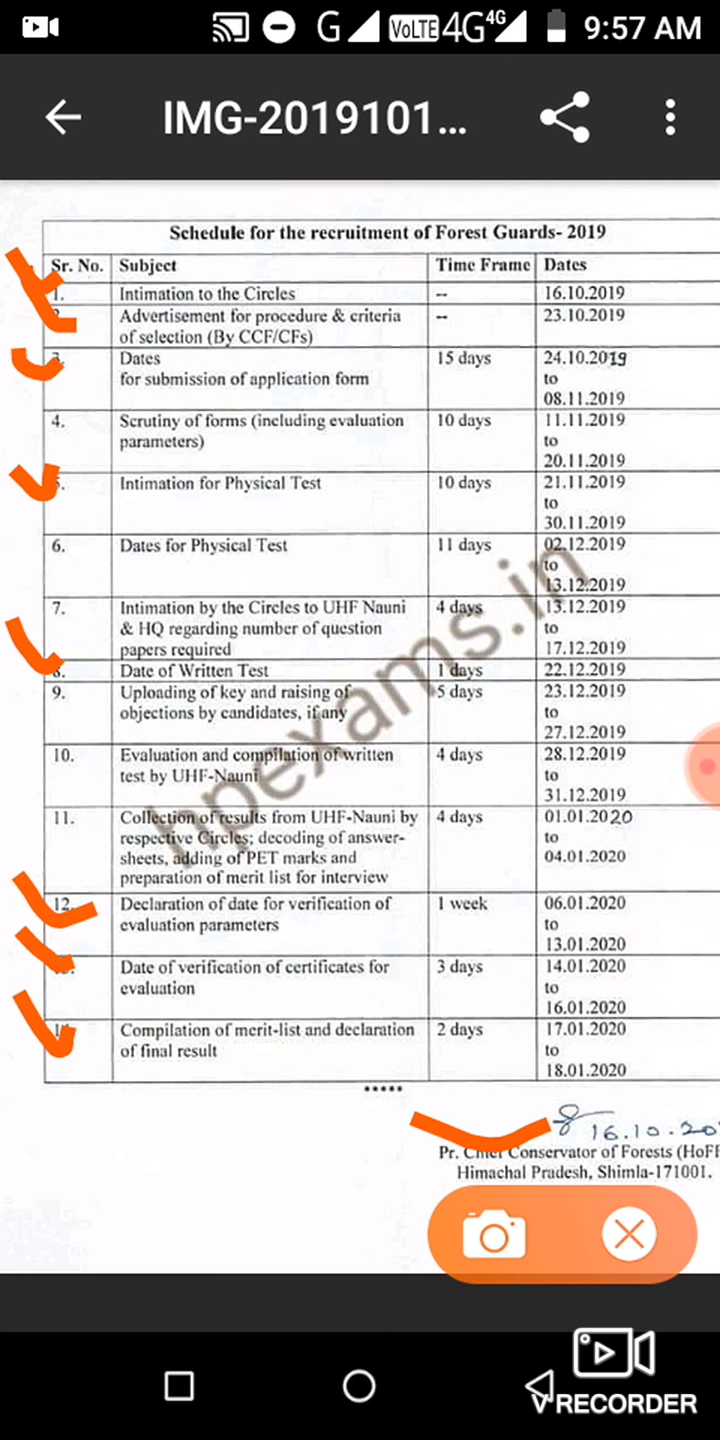 G VoLTE 4G 4G 9:57 AM
IMG-2019101...
Schedule for the recruitment of Forest Guards- 2019
Sr. No. Subject Time Frame Dates
1. Intimation to the Circles -- 16.10.2019
2. Advertisement for procedure & criteria -- 23.10.2019
of selection (By CCF/CFs)
3. Dates 15 days 24.10.2019
for submission of application form to
08.11.2019
4. Scrutiny of forms (including evaluation 10 days 11.11.2019
parameters) to
20.11.2019
5. Intimation for Physical Test 10 days 21.11.2019
to
30.11.2019
6. Dates for Physical Test 11 days 02.12.2019
to
13.12.2019
7. Intimation by the Circles to UHF Nauni 4 days 13.12.2019
& HQ regarding number of question to
papers required 17.12.2019
8. Date of Written Test 1 days 22.12.2019
9. Uploading of key and raising of 5 days 23.12.2019
objections by candidates, if any to
27.12.2019
10. Evaluation and compilation of written 4 days 28.12.2019
test by UHF-Nauni to
31.12.2019
11. Collection of results from UHF-Nauni by 4 days 01.01.2020
respective Circles; decoding of answer- to
sheets, adding of PET marks and 04.01.2020
preparation of merit list for interview
12. Declaration of date for verification of 1 week 06.01.2020
evaluation parameters to
13.01.2020
Date of verification of certificates for 3 days 14.01.2020
evaluation to
16.01.2020
Compilation of merit-list and declaration 2 days 17.01.2020
of final result to
18.01.2020
*****
16.10.20
Pr. Chief Conservator of Forests (HoFF
Himachal Pradesh, Shimla-171001.
hpexams.in
V RECORDER